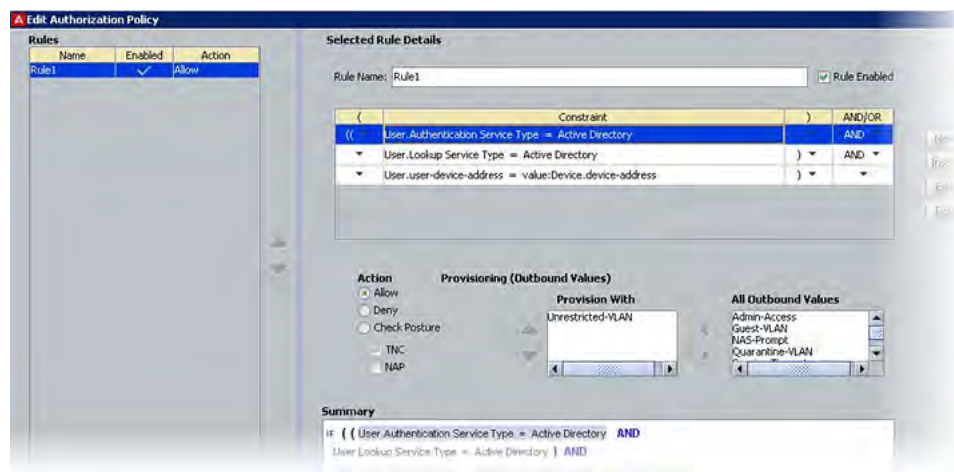 A Edit Authorization Policy
Rules
Name Enabled Action
Rule1 Allow
Selected Rule Details
Rule Name: Rule1 Rule Enabled
( Constraint ) AND/OR
(( User.Authentication Service Type = Active Directory AND
User.Lookup Service Type = Active Directory ) AND
User.user-device-address = value:Device.device-address )
Action Provisioning (Outbound Values)
Allow
Deny
Check Posture
TNC
NAP
Provision With
Unrestricted-VLAN
All Outbound Values
Admin-Access
Guest-VLAN
NAS-Prompt
Quarantine-VLAN
Summary
IF ( ( User.Authentication Service Type = Active Directory AND
User.Lookup Service Type = Active Directory ) AND